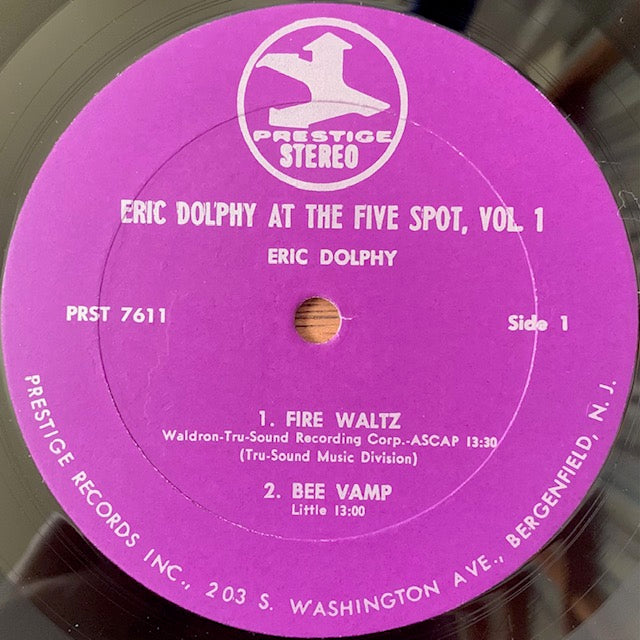 PRESTIGE
STEREO
ERIC DOLPHY AT THE FIVE SPOT, VOL. 1
ERIC DOLPHY
PRST 7611
Side 1
1. FIRE WALTZ
Waldron-Tru-Sound Recording Corp.-ASCAP 13:30
(Tru-Sound Music Division)
2. BEE VAMP
Little 13:00
PRESTIGE RECORDS INC., 203 S. WASHINGTON AVE., BERGENFIELD, N. J.